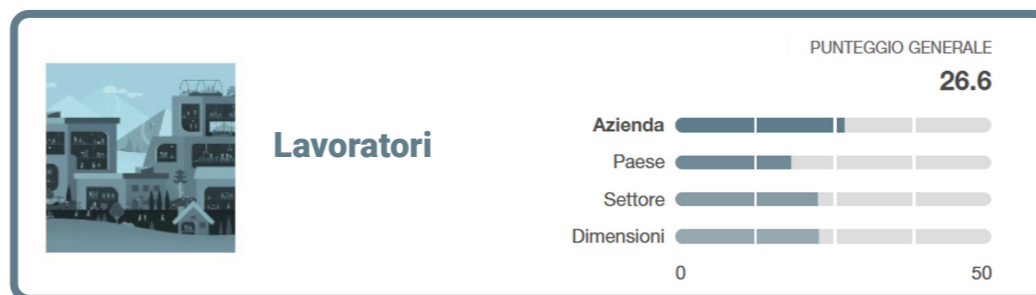 PUNTEGGIO GENERALE
26.6
Lavoratori
Azienda
Paese
Settore
Dimensioni
0 50